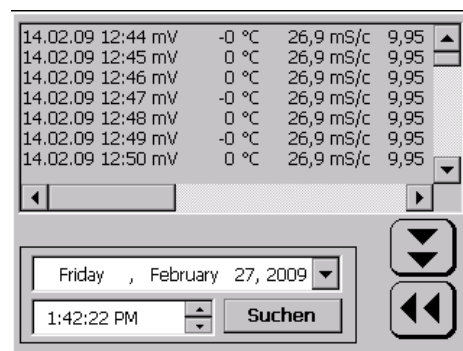 14.02.09 12:44 mV -0 °C 26,9 mS/c 9,95
14.02.09 12:45 mV 0 °C 26,9 mS/c 9,95
14.02.09 12:46 mV 0 °C 26,9 mS/c 9,95
14.02.09 12:47 mV -0 °C 26,9 mS/c 9,95
14.02.09 12:48 mV 0 °C 26,9 mS/c 9,95
14.02.09 12:49 mV -0 °C 26,9 mS/c 9,95
14.02.09 12:50 mV 0 °C 26,9 mS/c 9,95
Friday , February 27, 2009
1:42:22 PM Suchen